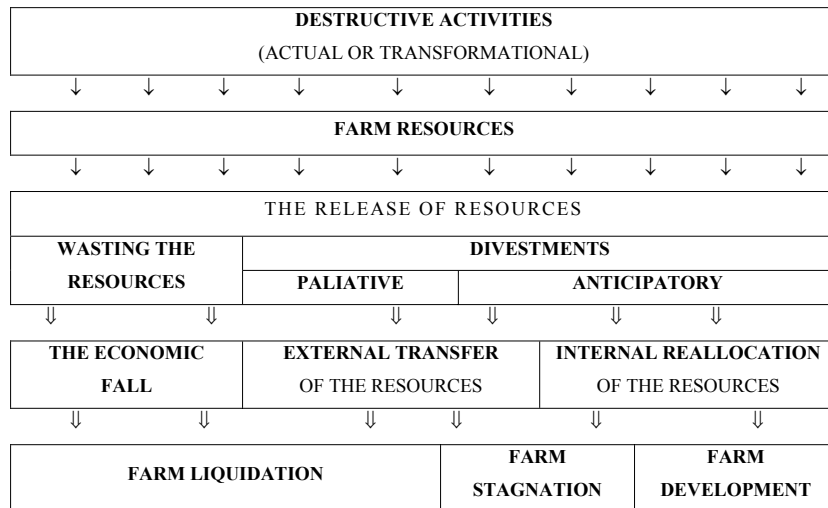 DESTRUCTIVE ACTIVITIES
(ACTUAL OR TRANSFORMATIONAL)
↓ ↓ ↓ ↓ ↓ ↓ ↓ ↓ ↓ ↓
FARM RESOURCES
↓ ↓ ↓ ↓ ↓ ↓ ↓ ↓ ↓ ↓
THE RELEASE OF RESOURCES
WASTING THE
RESOURCES
DIVESTMENTS
PALIATIVE
ANTICIPATORY
⇓ ⇓ ⇓ ⇓ ⇓ ⇓
THE ECONOMIC
FALL
EXTERNAL TRANSFER
OF THE RESOURCES
INTERNAL REALLOCATION
OF THE RESOURCES
⇓ ⇓ ⇓ ⇓ ⇓ ⇓
FARM LIQUIDATION
FARM
STAGNATION
FARM
DEVELOPMENT